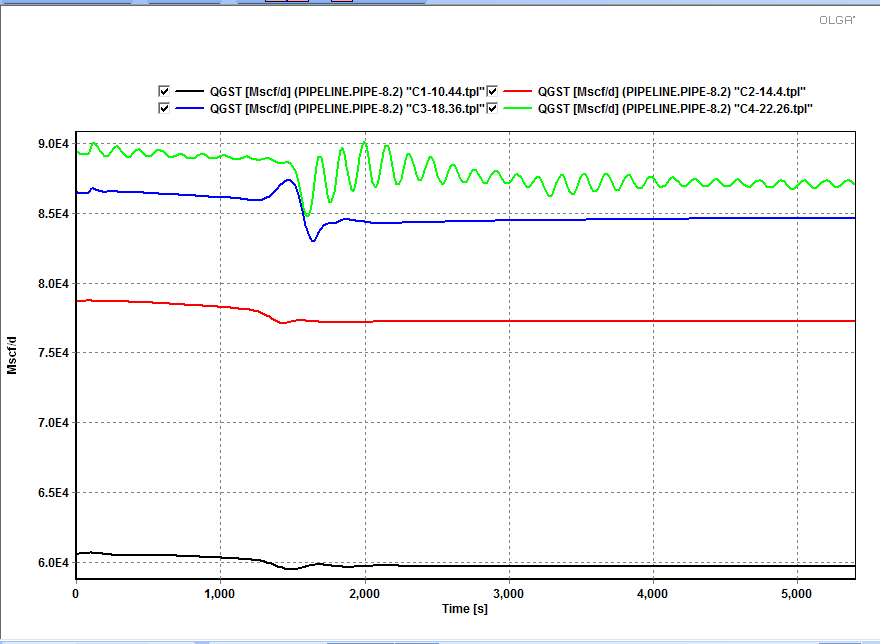 OLGA*
QGST [Mscf/d] (PIPELINE.PIPE-8.2) "C1-10.44.tpl" QGST [Mscf/d] (PIPELINE.PIPE-8.2) "C2-14.4.tpl"
QGST [Mscf/d] (PIPELINE.PIPE-8.2) "C3-18.36.tpl" QGST [Mscf/d] (PIPELINE.PIPE-8.2) "C4-22.26.tpl"
9.0E4
8.5E4
8.0E4
7.5E4
7.0E4
6.5E4
6.0E4
Mscf/d
0 1,000 2,000 3,000 4,000 5,000
Time [s]